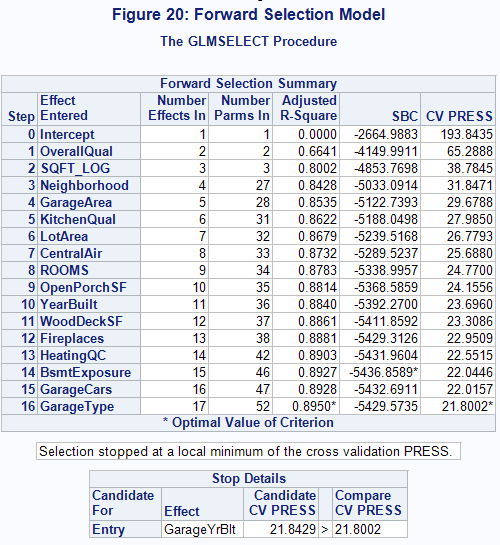 Figure 20: Forward Selection Model
The GLMSELECT Procedure
Forward Selection Summary
Step Effect Entered Number Effects In Number Parms In Adjusted R-Square SBC CV PRESS
0 Intercept 1 1 0.0000 -2664.9883 193.8435
1 OverallQual 2 2 0.6641 -4149.9911 65.2888
2 SQFT_LOG 3 3 0.8002 -4853.7698 38.7845
3 Neighborhood 4 27 0.8428 -5033.0914 31.8471
4 GarageArea 5 28 0.8535 -5122.7393 29.6788
5 KitchenQual 6 31 0.8622 -5188.0498 27.9850
6 LotArea 7 32 0.8679 -5239.5168 26.7793
7 CentralAir 8 33 0.8732 -5289.5237 25.6880
8 ROOMS 9 34 0.8783 -5338.9957 24.7700
9 OpenPorchSF 10 35 0.8814 -5368.5859 24.1556
10 YearBuilt 11 36 0.8840 -5392.2700 23.6960
11 WoodDeckSF 12 37 0.8861 -5411.8592 23.3086
12 Fireplaces 13 38 0.8881 -5429.3126 22.9509
13 HeatingQC 14 42 0.8903 -5431.9604 22.5515
14 BsmtExposure 15 46 0.8927 -5436.8589* 22.0446
15 GarageCars 16 47 0.8928 -5432.6911 22.0157
16 GarageType 17 52 0.8950* -5429.5735 21.8002*
* Optimal Value of Criterion
Selection stopped at a local minimum of the cross validation PRESS.
Stop Details
Candidate For Effect Candidate CV PRESS Compare CV PRESS
Entry GarageYrBlt 21.8429 > 21.8002